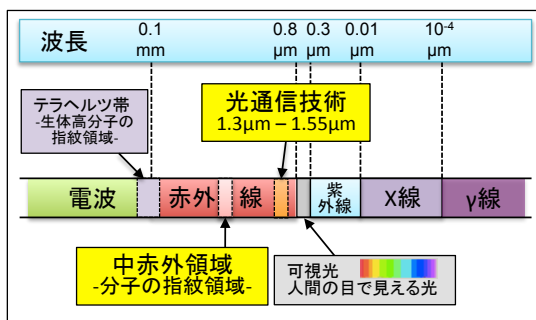 波長
0.1
mm
0.8
μm
0.3
μm
0.01
μm
10-4
μm
テラヘルツ帯
-生体高分子の
指紋領域-
光通信技術
1.3μm – 1.55μm
電波
赤外
線
紫
外線
X線
γ線
中赤外領域
-分子の指紋領域-
可視光
人間の目で見える光